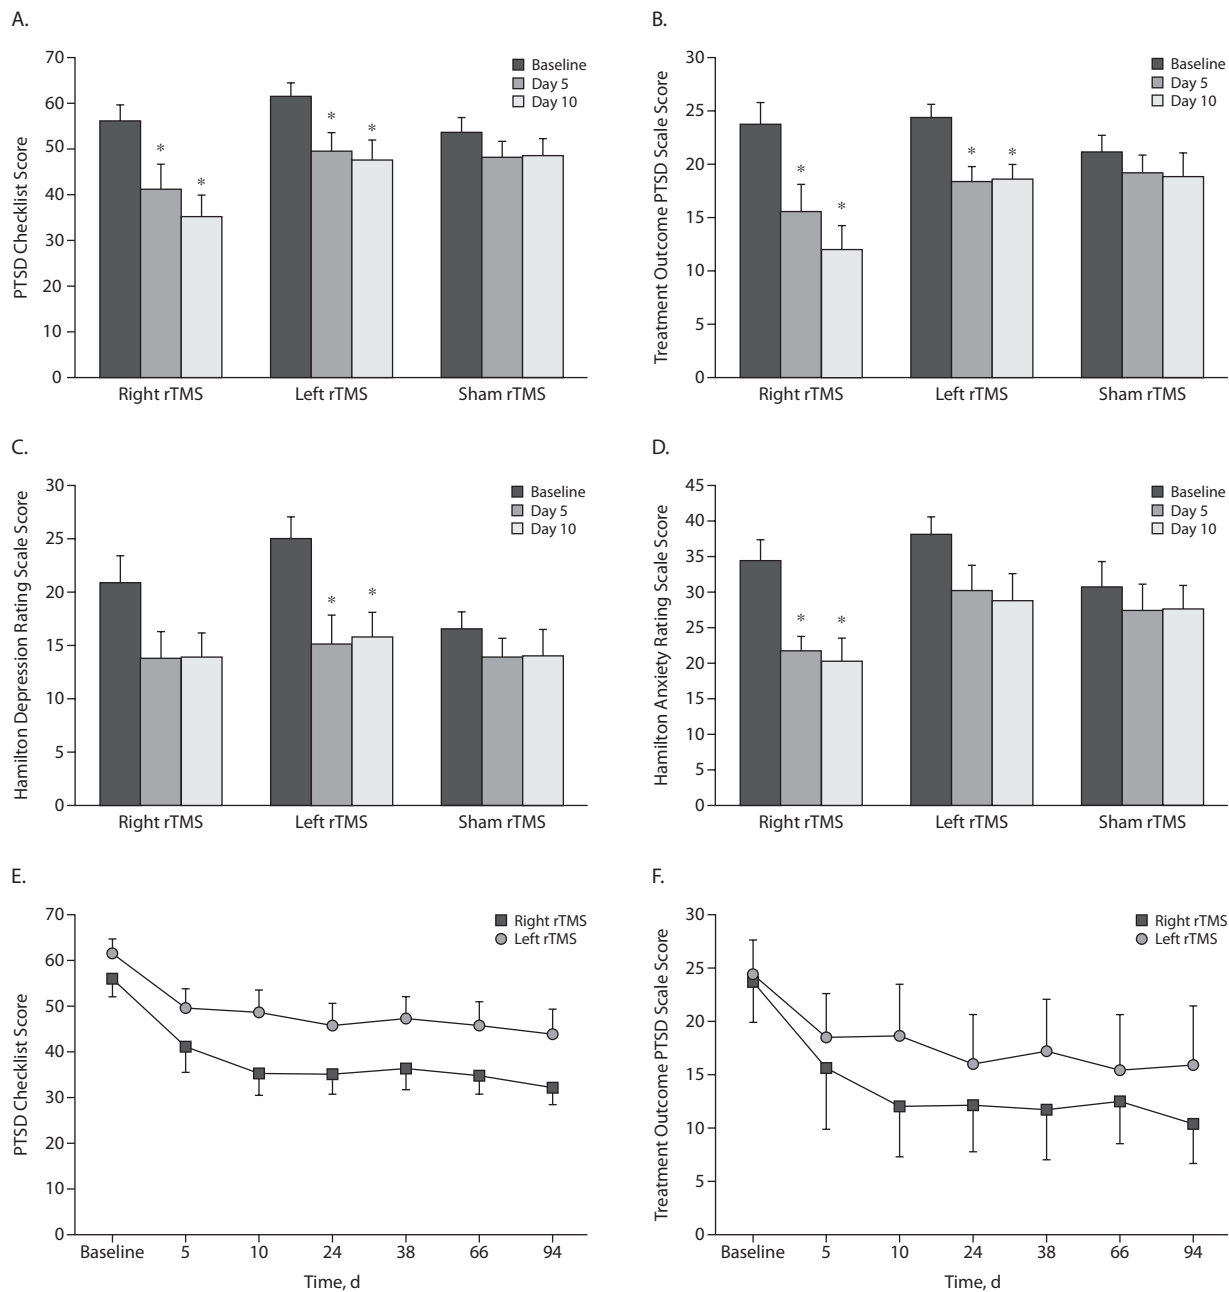 A.
PTSD Checklist Score
70
60
50
40
30
20
10
0
Baseline
Day 5
Day 10
*
*
*
*
Right rTMS
Left rTMS
Sham rTMS
B.
Treatment Outcome PTSD Scale Score
30
25
20
15
10
5
0
Baseline
Day 5
Day 10
*
*
*
*
Right rTMS
Left rTMS
Sham rTMS
C.
Hamilton Depression Rating Scale Score
30
25
20
15
10
5
0
Baseline
Day 5
Day 10
*
*
Right rTMS
Left rTMS
Sham rTMS
D.
Hamilton Anxiety Rating Scale Score
45
40
35
30
25
20
15
10
5
0
Baseline
Day 5
Day 10
*
*
Right rTMS
Left rTMS
Sham rTMS
E.
PTSD Checklist Score
70
60
50
40
30
20
10
0
Right rTMS
Left rTMS
Baseline 5 10 24 38 66 94
Time, d
F.
Treatment Outcome PTSD Scale Score
30
25
20
15
10
5
0
Right rTMS
Left rTMS
Baseline 5 10 24 38 66 94
Time, d